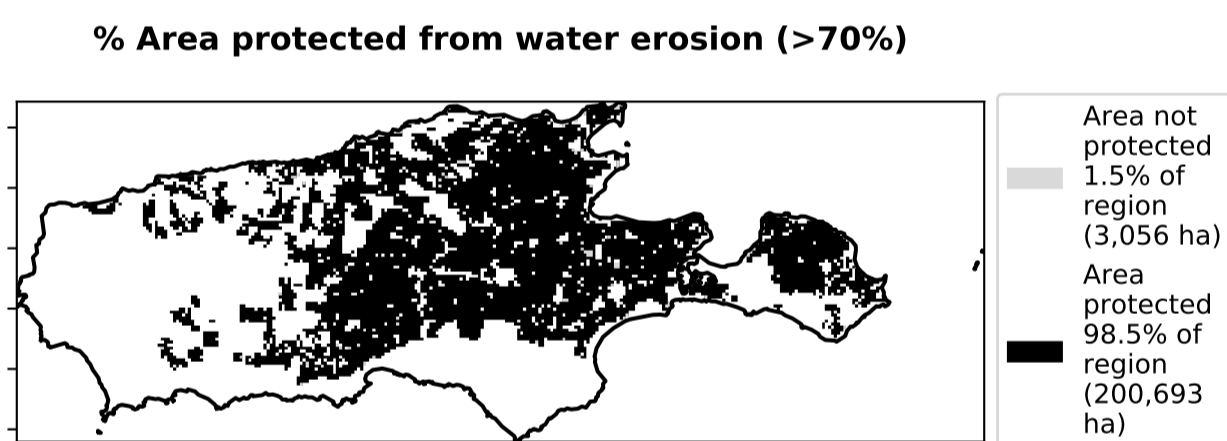 % Area protected from water erosion (>70%)
Area not
protected
1.5% of
region
(3,056 ha)
Area
protected
98.5% of
region
(200,693
ha)